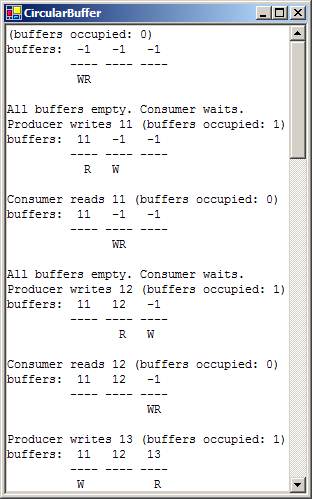 CircularBuffer
(buffers occupied: 0)
buffers:  -1   -1   -1
         ---- ---- ----
          WR

All buffers empty. Consumer waits.
Producer writes 11 (buffers occupied: 1)
buffers:  11   -1   -1
         ---- ---- ----
           R   W

Consumer reads 11 (buffers occupied: 0)
buffers:  11   -1   -1
         ---- ---- ----
               WR

All buffers empty. Consumer waits.
Producer writes 12 (buffers occupied: 1)
buffers:  11   12   -1
         ---- ---- ----
                R   W

Consumer reads 12 (buffers occupied: 0)
buffers:  11   12   -1
         ---- ---- ----
                    WR

Producer writes 13 (buffers occupied: 1)
buffers:  11   12   13
         ---- ---- ----
          W          R